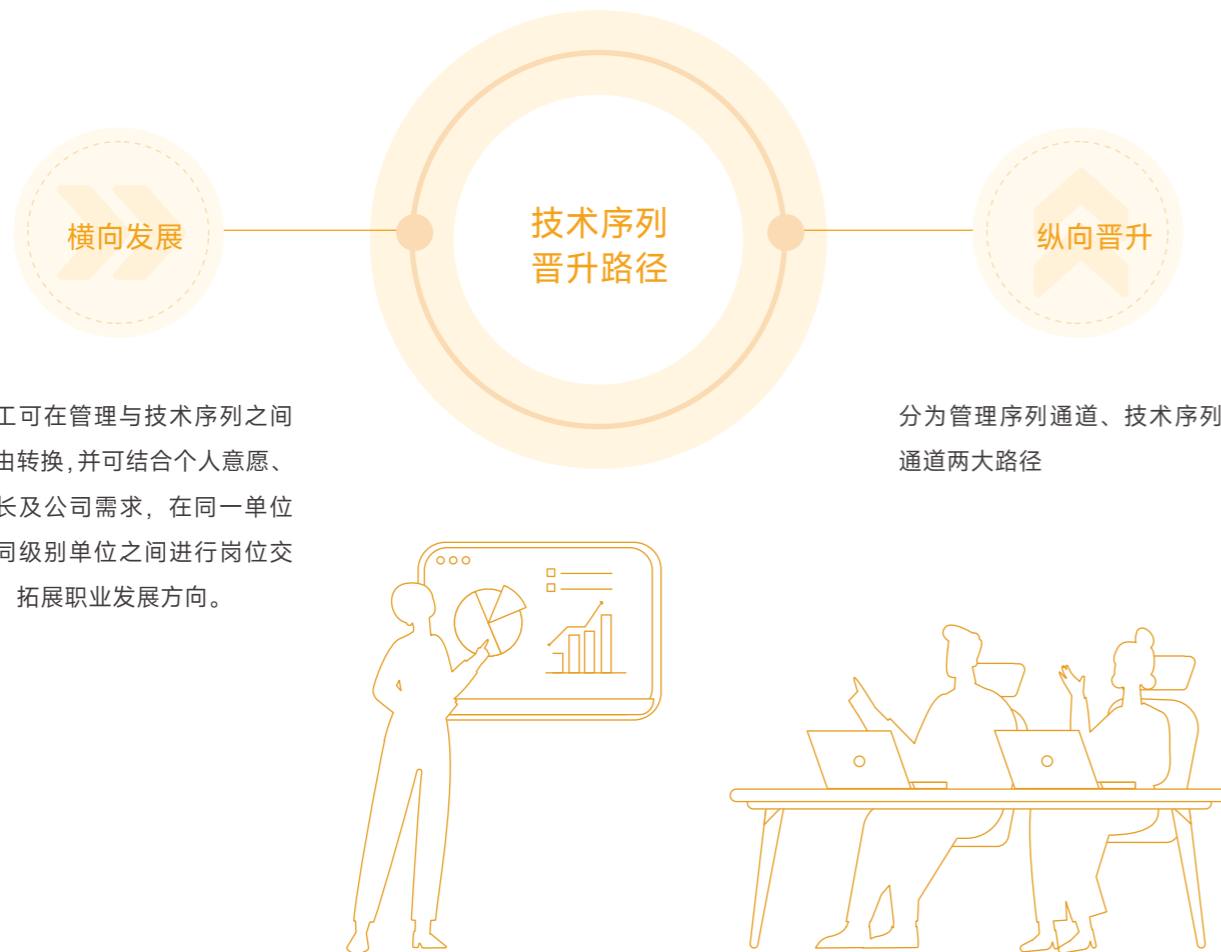 横向发展
技术序列
晋升路径
纵向晋升
工可在管理与技术序列之间
由转换,并可结合个人意愿、
长及公司需求，在同一单位
同级别单位之间进行岗位交
拓展职业发展方向。
分为管理序列通道、技术序列
通道两大路径